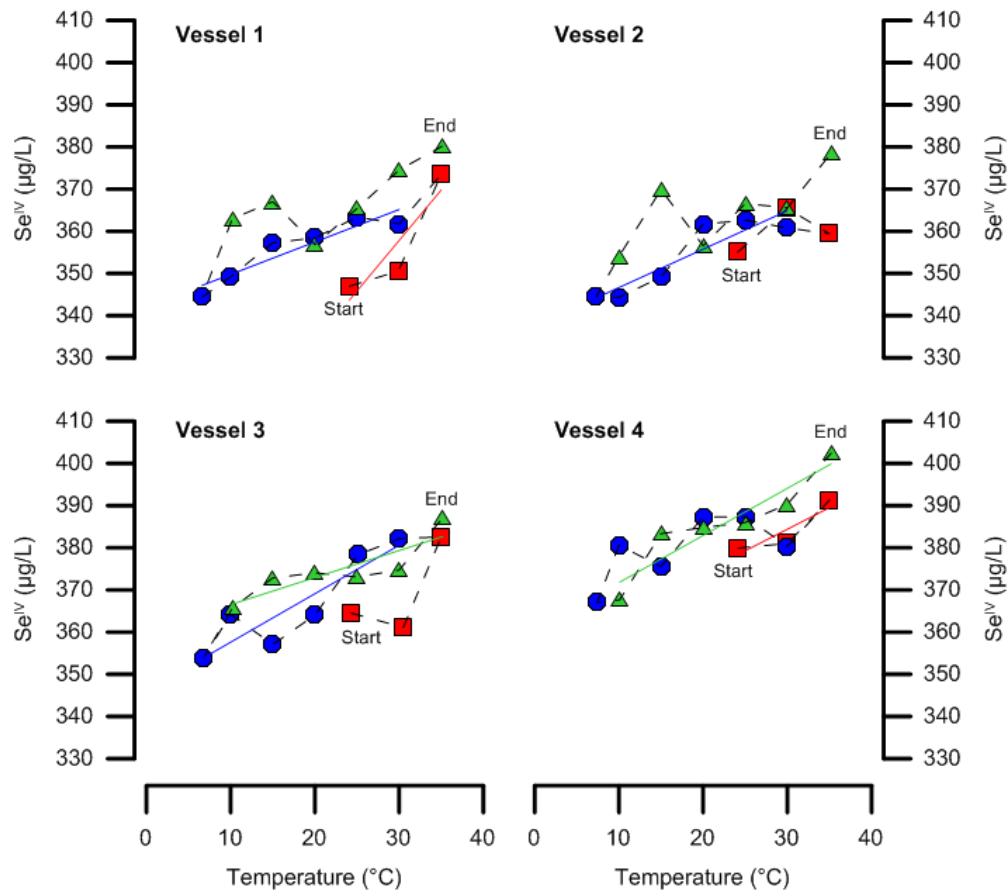 410
Vessel 1
Vessel 2
410
400
400
390
390
380
End
End
380
370
370
360
360
350
Start
Start
350
340
340
330
330
Se^IV (µg/L)
Se^IV (µg/L)
410
Vessel 3
Vessel 4
End
410
400
400
390
End
390
380
380
370
Start
370
360
Start
360
350
350
340
340
330
330
Se^IV (µg/L)
Se^IV (µg/L)
0 10 20 30 40
0 10 20 30 40
Temperature (°C)
Temperature (°C)